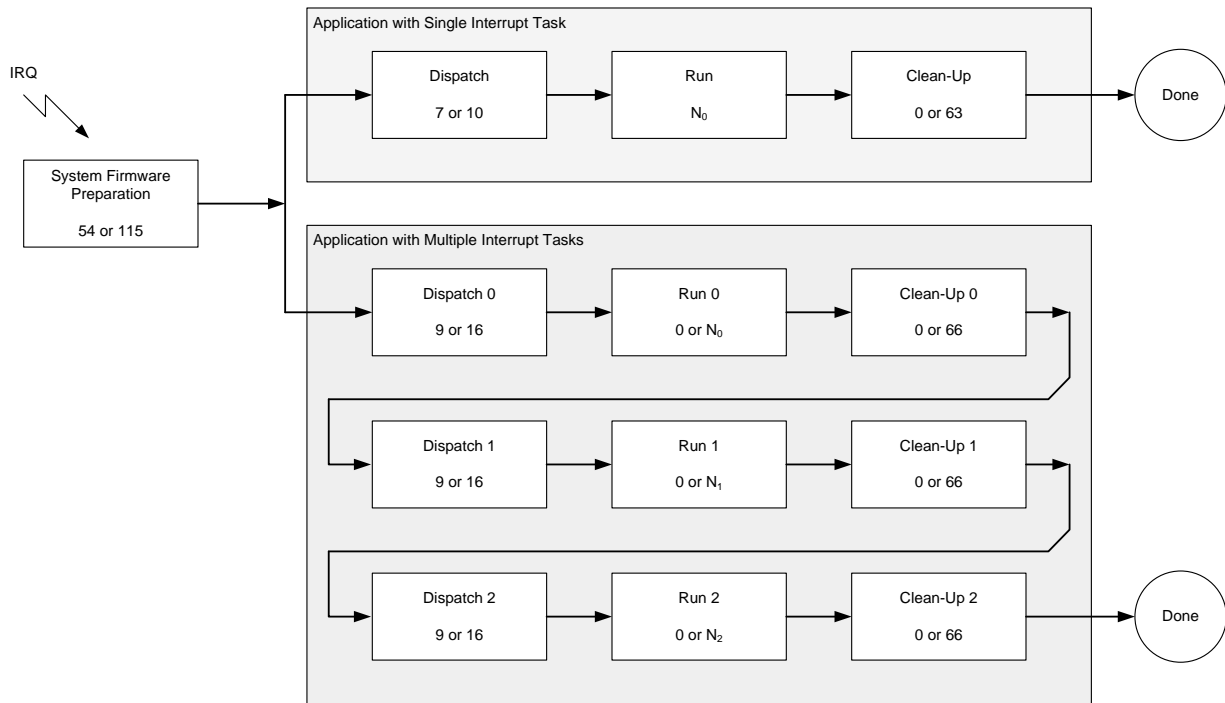 Application with Single Interrupt Task
IRQ
Dispatch
7 or 10
Run
N₀
Clean-Up
0 or 63
Done
System Firmware
Preparation
54 or 115
Application with Multiple Interrupt Tasks
Dispatch 0
9 or 16
Run 0
0 or N₀
Clean-Up 0
0 or 66
Dispatch 1
9 or 16
Run 1
0 or N₁
Clean-Up 1
0 or 66
Dispatch 2
9 or 16
Run 2
0 or N₂
Clean-Up 2
0 or 66
Done